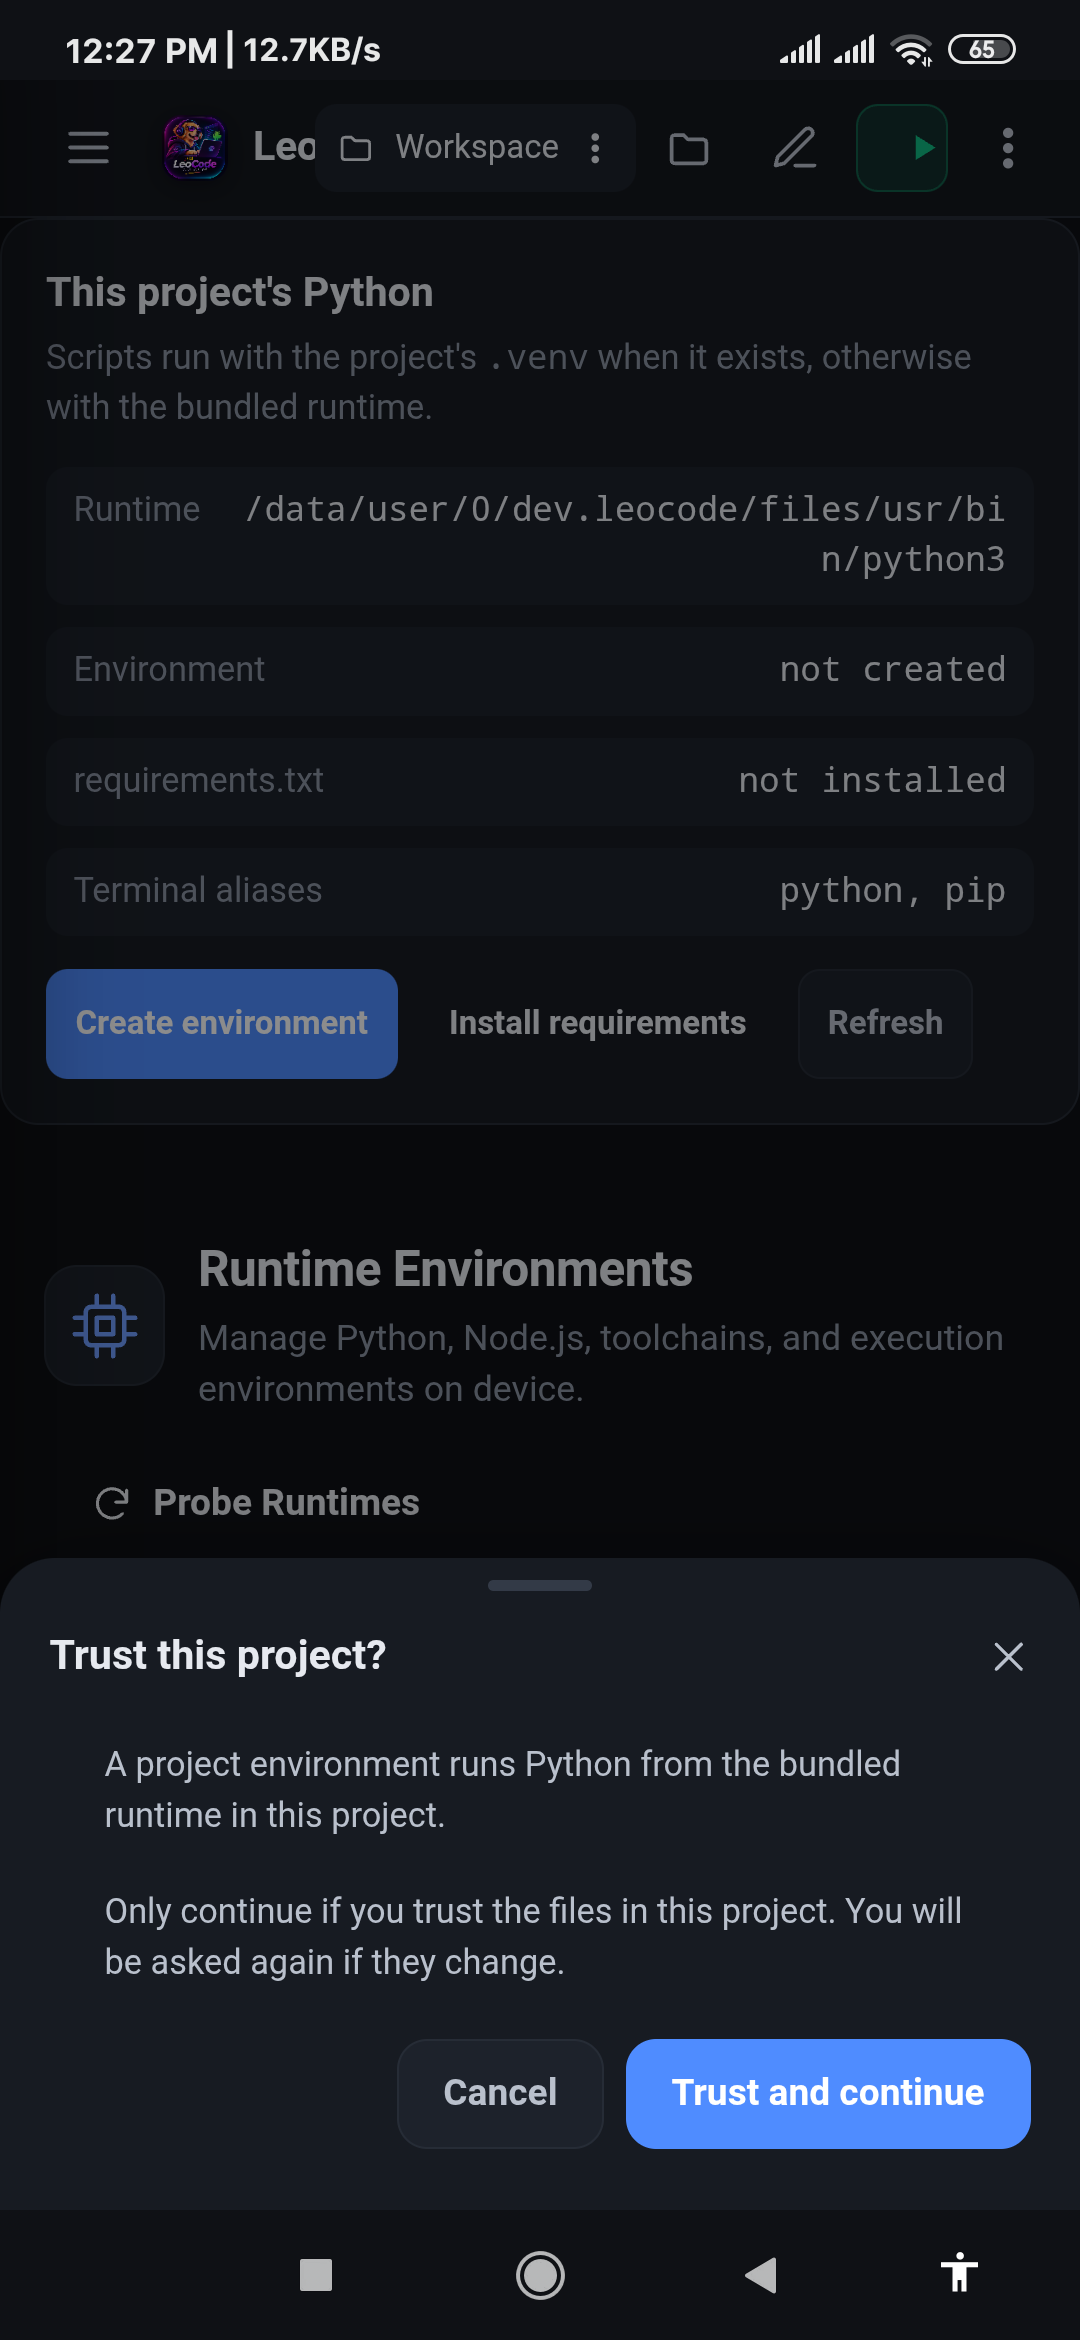 12:27 PM | 12.7KB/s
65
LeoCode
Leo
Workspace
This project's Python
Scripts run with the project's .venv when it exists, otherwise
with the bundled runtime.
Runtime /data/user/0/dev.leocode/files/usr/bi
n/python3
Environment not created
requirements.txt not installed
Terminal aliases python, pip
Create environment Install requirements Refresh
Runtime Environments
Manage Python, Node.js, toolchains, and execution
environments on device.
Probe Runtimes
Trust this project?
A project environment runs Python from the bundled
runtime in this project.
Only continue if you trust the files in this project. You will
be asked again if they change.
Cancel Trust and continue